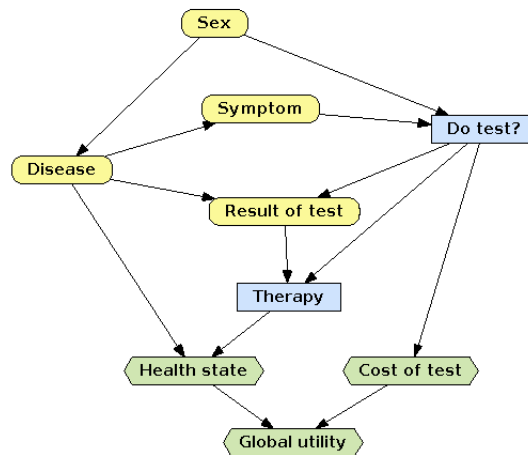 Sex
Symptom
Do test?
Disease
Result of test
Therapy
Health state
Cost of test
Global utility